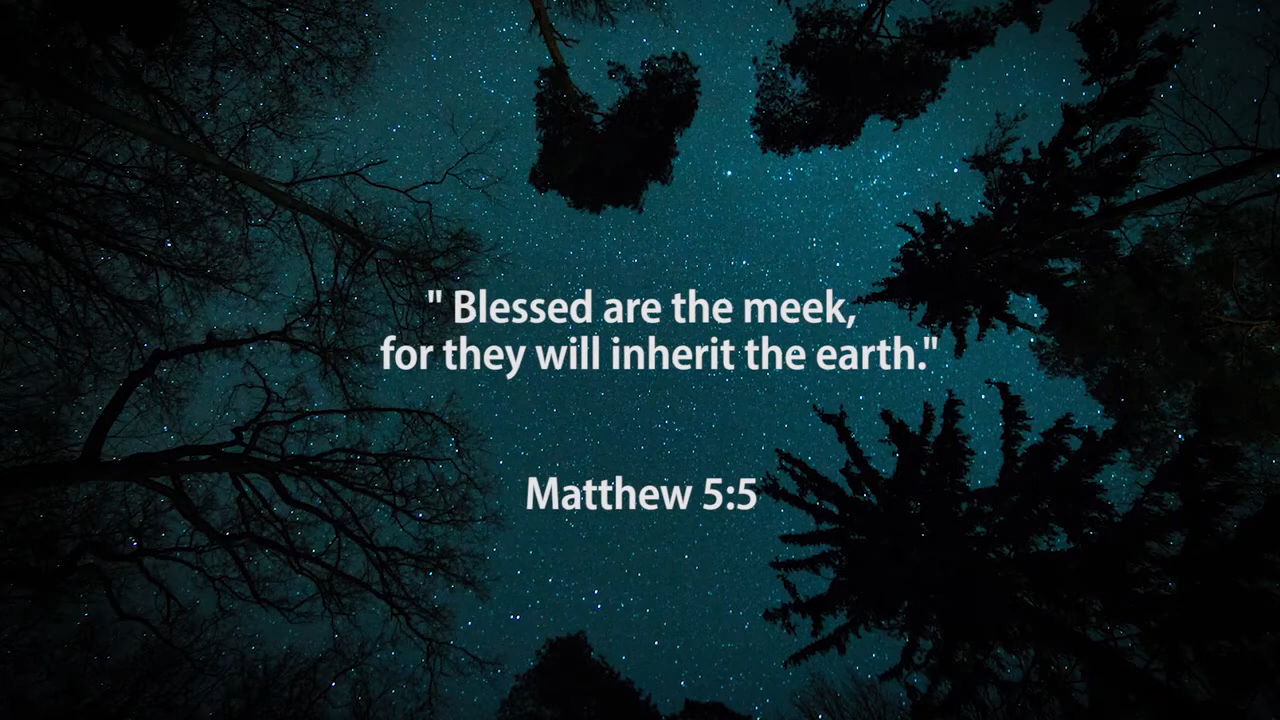 " Blessed are the meek,
for they will inherit the earth."
Matthew 5:5